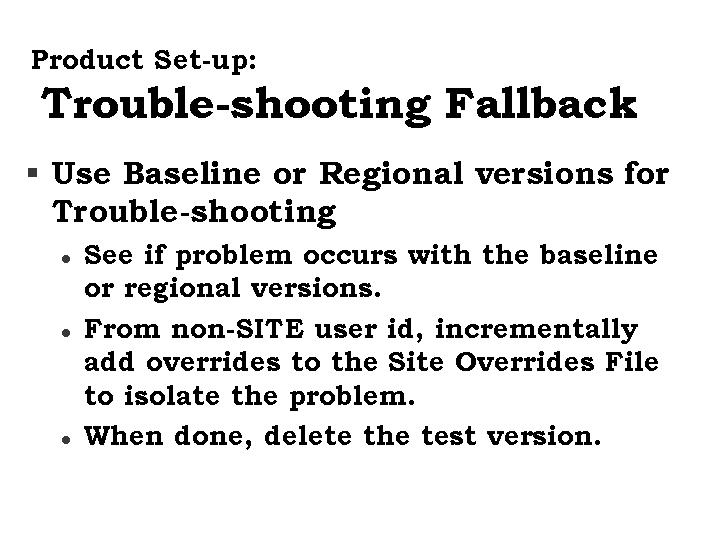 Product Set-up:
Trouble-shooting Fallback
▪ Use Baseline or Regional versions for
Trouble-shooting
● See if problem occurs with the baseline
or regional versions.
● From non-SITE user id, incrementally
add overrides to the Site Overrides File
to isolate the problem.
● When done, delete the test version.